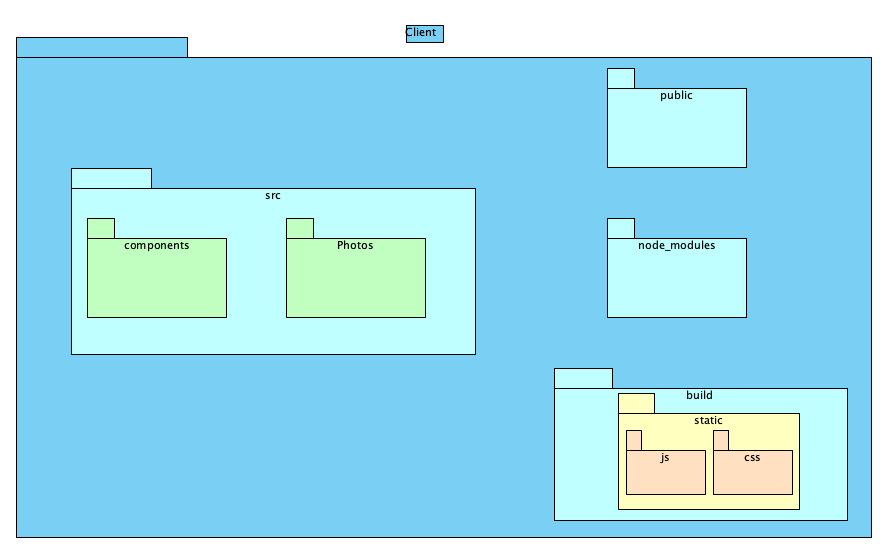 Client
public
src
components
Photos
node_modules
build
static
js
css